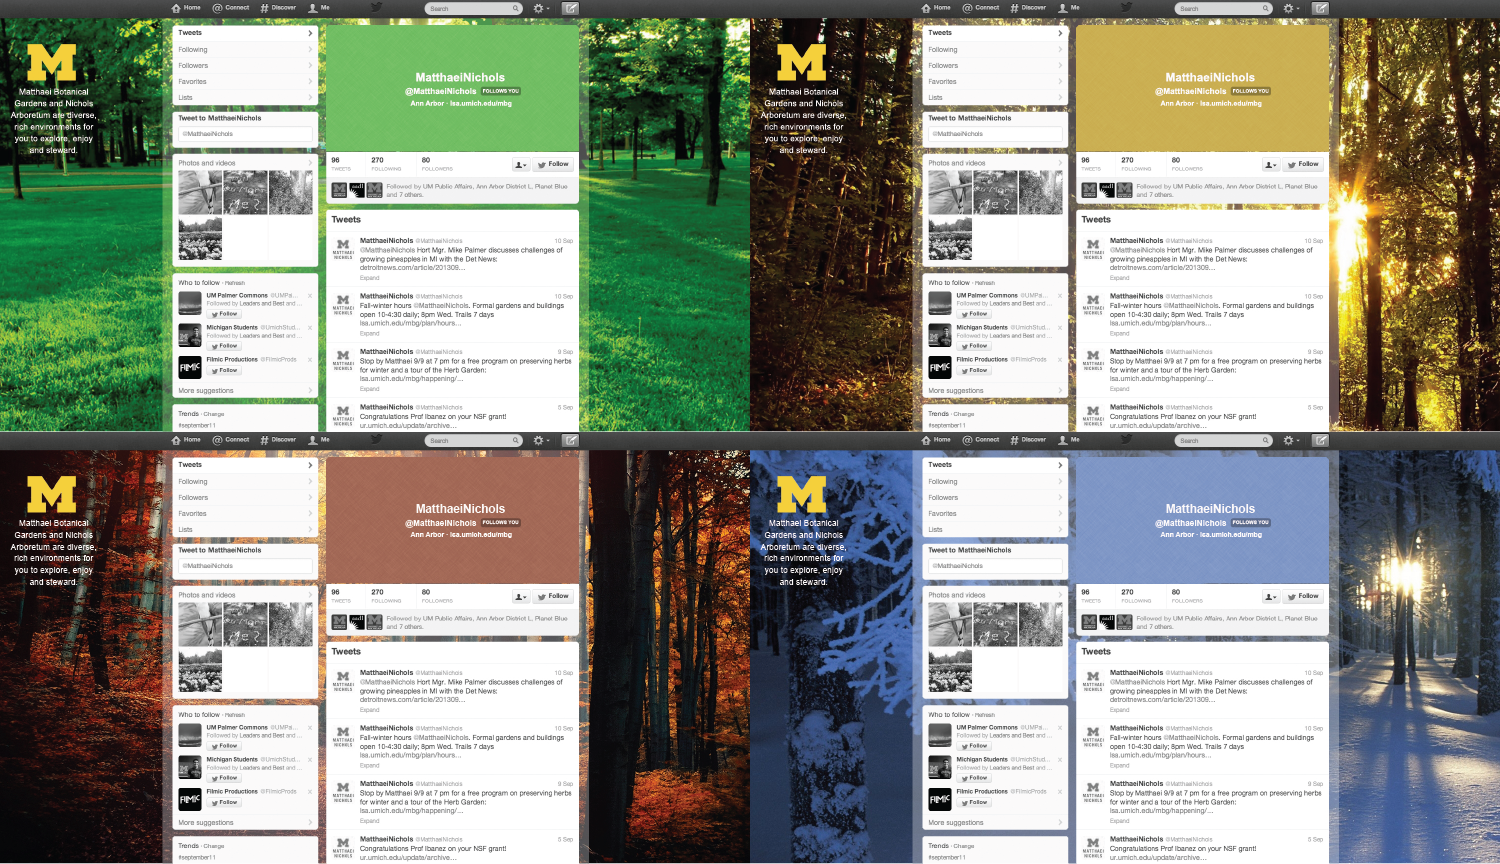 Home
Connect
Discover
Me
Search
M
Matthaei Botanical
Gardens and Nichols
Arboretum are diverse,
rich environments for
you to explore, enjoy
and steward.
Tweets
Following
Followers
Favorites
Lists
Tweet to MatthaeiNichols
@MatthaeiNichols
Photos and videos
Who to follow · Refresh
UM Palmer Commons @UMPa...
Followed by Leaders and Best and ...
Follow
Michigan Students @UmichStud...
Followed by Leaders and Best and ...
Follow
FILMIC
Filmic Productions @FilmicProds
Follow
More suggestions
Trends · Change
#september11
MatthaeiNichols
@MatthaeiNichols FOLLOWS YOU
Ann Arbor · lsa.umich.edu/mbg
96 270 80
TWEETS FOLLOWING FOLLOWERS
Follow
Followed by UM Public Affairs, Ann Arbor District L, Planet Blue
and 7 others.
Tweets
M MATTHAEI NICHOLS
MatthaeiNichols @MatthaeiNichols 10 Sep
@MatthaeiNichols Hort Mgr. Mike Palmer discusses challenges of
growing pineapples in MI with the Det News:
detroitnews.com/article/201309...
Expand
M MATTHAEI NICHOLS
MatthaeiNichols @MatthaeiNichols 10 Sep
Fall-winter hours @MatthaeiNichols. Formal gardens and buildings
open 10-4:30 daily; 8pm Wed. Trails 7 days
lsa.umich.edu/mbg/plan/hours...
Expand
M MATTHAEI NICHOLS
MatthaeiNichols @MatthaeiNichols 9 Sep
Stop by Matthaei 9/9 at 7 pm for a free program on preserving herbs
for winter and a tour of the Herb Garden:
lsa.umich.edu/mbg/happening/...
Expand
M MATTHAEI NICHOLS
MatthaeiNichols @MatthaeiNichols 5 Sep
Congratulations Prof Ibanez on your NSF grant!
ur.umich.edu/update/archive...
Home
Connect
Discover
Me
Search
M
Matthaei Botanical
Gardens and Nichols
Arboretum are diverse,
rich environments for
you to explore, enjoy
and steward.
Tweets
Following
Followers
Favorites
Lists
Tweet to MatthaeiNichols
@MatthaeiNichols
Photos and videos
Who to follow · Refresh
UM Palmer Commons @UMPa...
Followed by Leaders and Best and ...
Follow
Michigan Students @UmichStud...
Followed by Leaders and Best and ...
Follow
FILMIC
Filmic Productions @FilmicProds
Follow
More suggestions
Trends · Change
#september11
MatthaeiNichols
@MatthaeiNichols FOLLOWS YOU
Ann Arbor · lsa.umich.edu/mbg
96 270 80
TWEETS FOLLOWING FOLLOWERS
Follow
Followed by UM Public Affairs, Ann Arbor District L, Planet Blue
and 7 others.
Tweets
M MATTHAEI NICHOLS
MatthaeiNichols @MatthaeiNichols 10 Sep
@MatthaeiNichols Hort Mgr. Mike Palmer discusses challenges of
growing pineapples in MI with the Det News:
detroitnews.com/article/201309...
Expand
M MATTHAEI NICHOLS
MatthaeiNichols @MatthaeiNichols 10 Sep
Fall-winter hours @MatthaeiNichols. Formal gardens and buildings
open 10-4:30 daily; 8pm Wed. Trails 7 days
lsa.umich.edu/mbg/plan/hours...
Expand
M MATTHAEI NICHOLS
MatthaeiNichols @MatthaeiNichols 9 Sep
Stop by Matthaei 9/9 at 7 pm for a free program on preserving herbs
for winter and a tour of the Herb Garden:
lsa.umich.edu/mbg/happening/...
Expand
M MATTHAEI NICHOLS
MatthaeiNichols @MatthaeiNichols 5 Sep
Congratulations Prof Ibanez on your NSF grant!
ur.umich.edu/update/archive...
Home
Connect
Discover
Me
Search
M
Matthaei Botanical
Gardens and Nichols
Arboretum are diverse,
rich environments for
you to explore, enjoy
and steward.
Tweets
Following
Followers
Favorites
Lists
Tweet to MatthaeiNichols
@MatthaeiNichols
Photos and videos
Who to follow · Refresh
UM Palmer Commons @UMPa...
Followed by Leaders and Best and ...
Follow
Michigan Students @UmichStud...
Followed by Leaders and Best and ...
Follow
FILMIC
Filmic Productions @FilmicProds
Follow
More suggestions
Trends · Change
#september11
MatthaeiNichols
@MatthaeiNichols FOLLOWS YOU
Ann Arbor · lsa.umich.edu/mbg
96 270 80
TWEETS FOLLOWING FOLLOWERS
Follow
Followed by UM Public Affairs, Ann Arbor District L, Planet Blue
and 7 others.
Tweets
M MATTHAEI NICHOLS
MatthaeiNichols @MatthaeiNichols 10 Sep
@MatthaeiNichols Hort Mgr. Mike Palmer discusses challenges of
growing pineapples in MI with the Det News:
detroitnews.com/article/201309...
Expand
M MATTHAEI NICHOLS
MatthaeiNichols @MatthaeiNichols 10 Sep
Fall-winter hours @MatthaeiNichols. Formal gardens and buildings
open 10-4:30 daily; 8pm Wed. Trails 7 days
lsa.umich.edu/mbg/plan/hours...
Expand
M MATTHAEI NICHOLS
MatthaeiNichols @MatthaeiNichols 9 Sep
Stop by Matthaei 9/9 at 7 pm for a free program on preserving herbs
for winter and a tour of the Herb Garden:
lsa.umich.edu/mbg/happening/...
Expand
M MATTHAEI NICHOLS
MatthaeiNichols @MatthaeiNichols 5 Sep
Congratulations Prof Ibanez on your NSF grant!
ur.umich.edu/update/archive...
Home
Connect
Discover
Me
Search
M
Matthaei Botanical
Gardens and Nichols
Arboretum are diverse,
rich environments for
you to explore, enjoy
and steward.
Tweets
Following
Followers
Favorites
Lists
Tweet to MatthaeiNichols
@MatthaeiNichols
Photos and videos
Who to follow · Refresh
UM Palmer Commons @UMPa...
Followed by Leaders and Best and ...
Follow
Michigan Students @UmichStud...
Followed by Leaders and Best and ...
Follow
FILMIC
Filmic Productions @FilmicProds
Follow
More suggestions
Trends · Change
#september11
MatthaeiNichols
@MatthaeiNichols FOLLOWS YOU
Ann Arbor · lsa.umich.edu/mbg
96 270 80
TWEETS FOLLOWING FOLLOWERS
Follow
Followed by UM Public Affairs, Ann Arbor District L, Planet Blue
and 7 others.
Tweets
M MATTHAEI NICHOLS
MatthaeiNichols @MatthaeiNichols 10 Sep
@MatthaeiNichols Hort Mgr. Mike Palmer discusses challenges of
growing pineapples in MI with the Det News:
detroitnews.com/article/201309...
Expand
M MATTHAEI NICHOLS
MatthaeiNichols @MatthaeiNichols 10 Sep
Fall-winter hours @MatthaeiNichols. Formal gardens and buildings
open 10-4:30 daily; 8pm Wed. Trails 7 days
lsa.umich.edu/mbg/plan/hours...
Expand
M MATTHAEI NICHOLS
MatthaeiNichols @MatthaeiNichols 9 Sep
Stop by Matthaei 9/9 at 7 pm for a free program on preserving herbs
for winter and a tour of the Herb Garden:
lsa.umich.edu/mbg/happening/...
Expand
M MATTHAEI NICHOLS
MatthaeiNichols @MatthaeiNichols 5 Sep
Congratulations Prof Ibanez on your NSF grant!
ur.umich.edu/update/archive...